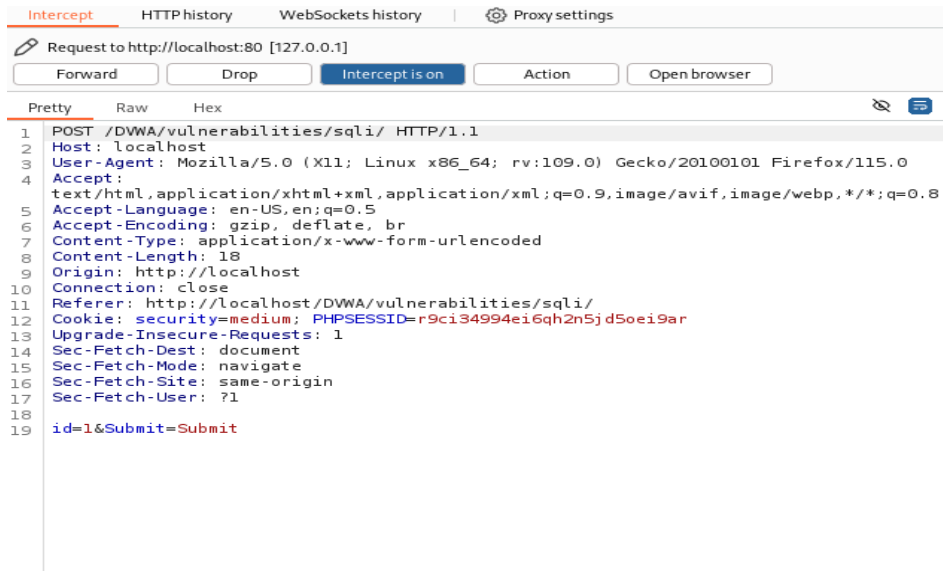 Intercept HTTP history WebSockets history Proxy settings
Request to http://localhost:80 [127.0.0.1]
Forward Drop Intercept is on Action Open browser
Pretty Raw Hex
1 POST /DVWA/vulnerabilities/sqli/ HTTP/1.1
2 Host: localhost
3 User-Agent: Mozilla/5.0 (X11; Linux x86_64; rv:109.0) Gecko/20100101 Firefox/115.0
4 Accept:
text/html,application/xhtml+xml,application/xml;q=0.9,image/avif,image/webp,*/*;q=0.8
5 Accept-Language: en-US,en;q=0.5
6 Accept-Encoding: gzip, deflate, br
7 Content-Type: application/x-www-form-urlencoded
8 Content-Length: 18
9 Origin: http://localhost
10 Connection: close
11 Referer: http://localhost/DVWA/vulnerabilities/sqli/
12 Cookie: security=medium; PHPSESSID=r9ci34994ei6qh2n5jd5oei9ar
13 Upgrade-Insecure-Requests: 1
14 Sec-Fetch-Dest: document
15 Sec-Fetch-Mode: navigate
16 Sec-Fetch-Site: same-origin
17 Sec-Fetch-User: ?1
18
19 id=1&Submit=Submit